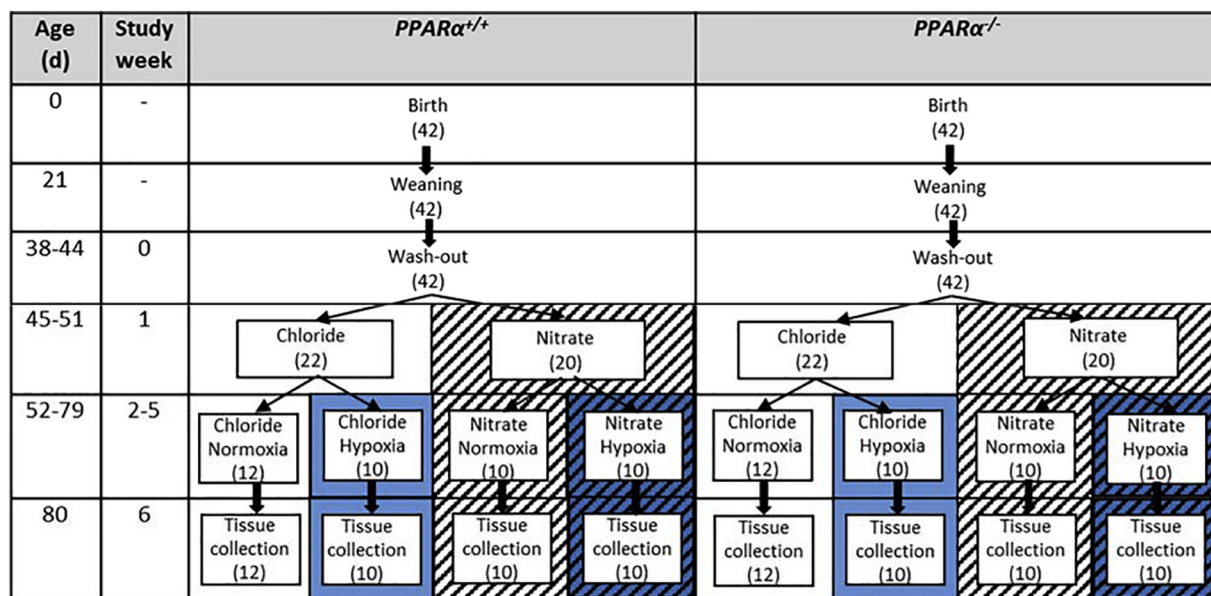 Age (d) Study week PPARα+/+ PPARα-/-
0 - Birth (42) Birth (42)
21 - Weaning (42) Weaning (42)
38-44 0 Wash-out (42) Wash-out (42)
45-51 1 Chloride (22) Nitrate (20) Chloride (22) Nitrate (20)
52-79 2-5 Chloride Normoxia (12) Chloride Hypoxia (10) Nitrate Normoxia (10) Nitrate Hypoxia (10) Chloride Normoxia (12) Chloride Hypoxia (10) Nitrate Normoxia (10) Nitrate Hypoxia (10)
80 6 Tissue collection (12) Tissue collection (10) Tissue collection (10) Tissue collection (10) Tissue collection (12) Tissue collection (10) Tissue collection (10) Tissue collection (10)